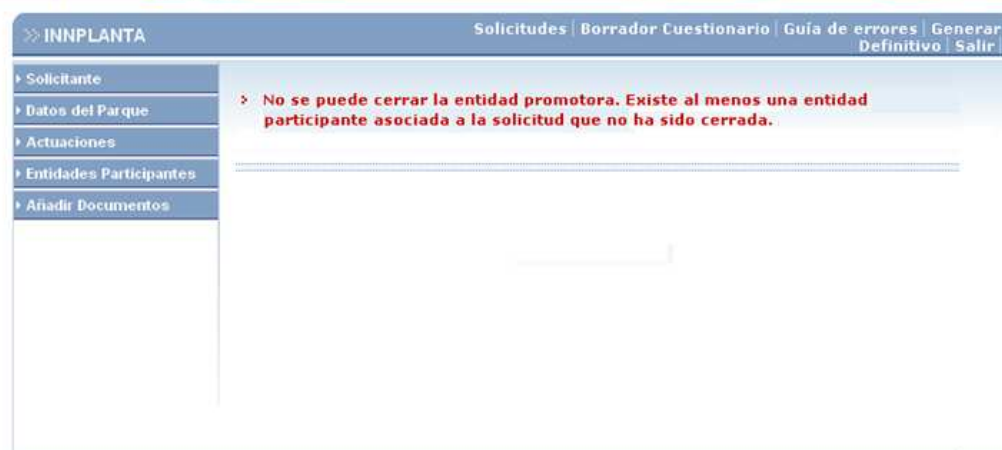 INNPLANTA
Solicitudes | Borrador Cuestionario | Guía de errores | Generar
Definitivo | Salir |
Solicitante
Datos del Parque
Actuaciones
Entidades Participantes
Añadir Documentos
No se puede cerrar la entidad promotora. Existe al menos una entidad
participante asociada a la solicitud que no ha sido cerrada.